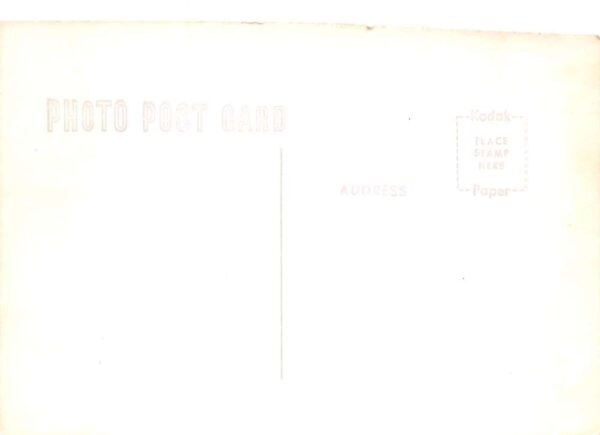 PHOTO POST CARD
Kodak
PLACE
STAMP
HERE
Paper
ADDRESS